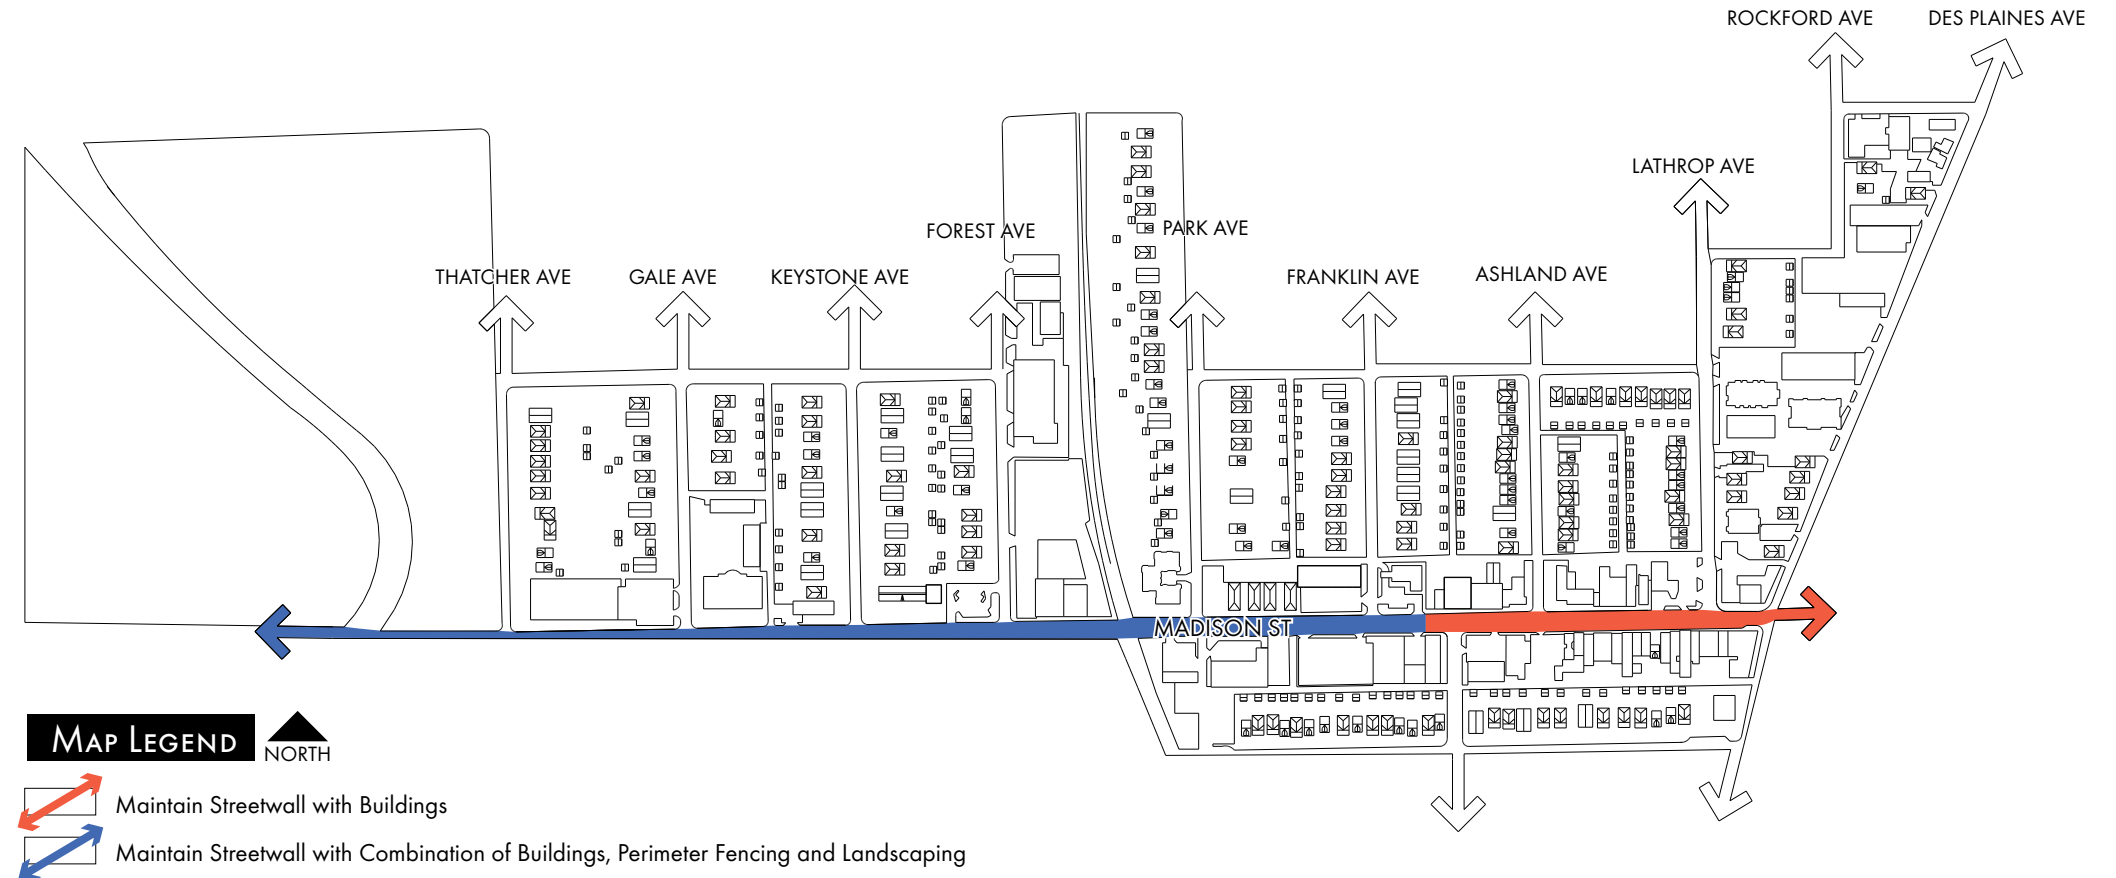 ROCKFORD AVE
DES PLAINES AVE
LATHROP AVE
FOREST AVE
PARK AVE
THATCHER AVE
GALE AVE
KEYSTONE AVE
FRANKLIN AVE
ASHLAND AVE
MADISON ST
MAP LEGEND
NORTH
Maintain Streetwall with Buildings
Maintain Streetwall with Combination of Buildings, Perimeter Fencing and Landscaping